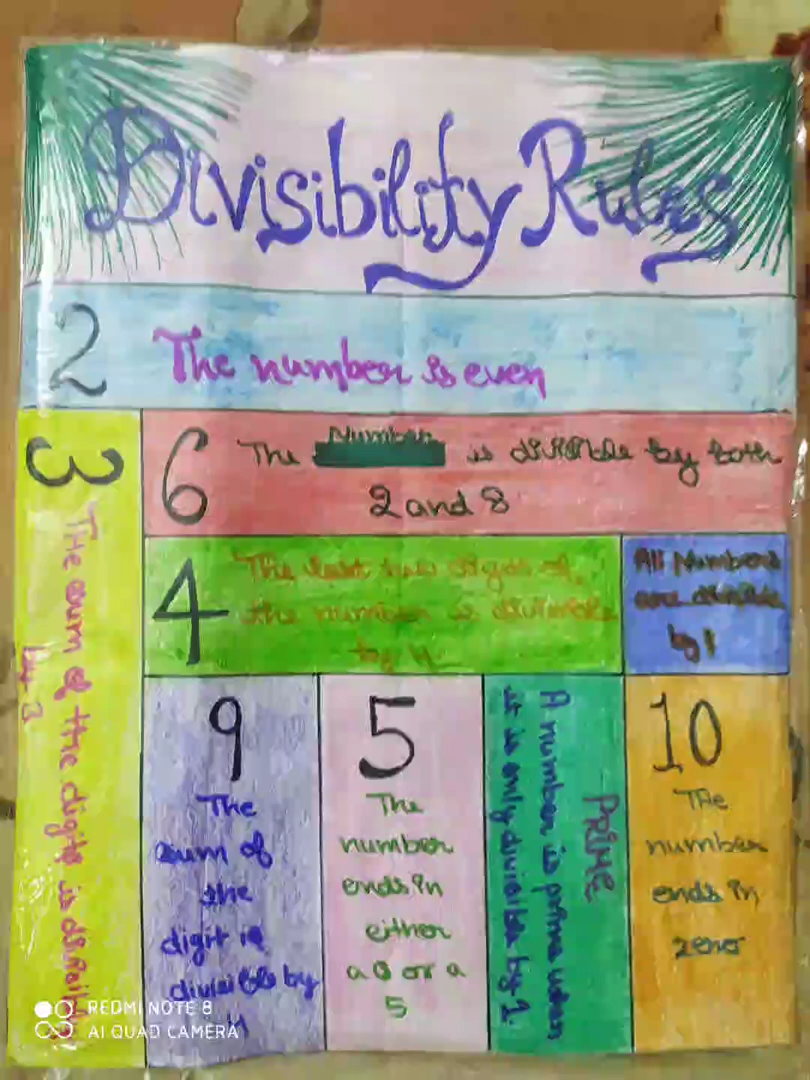 Divisibility Rules
2 The number is even
3 The sum of the digits is divisible
by 3
6 The Number is divisible by both
2 and 8
4 The last two digits of
the number is divisible
by 4
All Numbers
are divisible
by 1
9
The
sum of
the
digit is
divisible by
5
The
number
ends in
either
a 0 or a
5
PRIME
A number is prime when
it is only divisible by 1
10
The
number
ends in
zero
REDMI NOTE 8
AI QUAD CAMERA